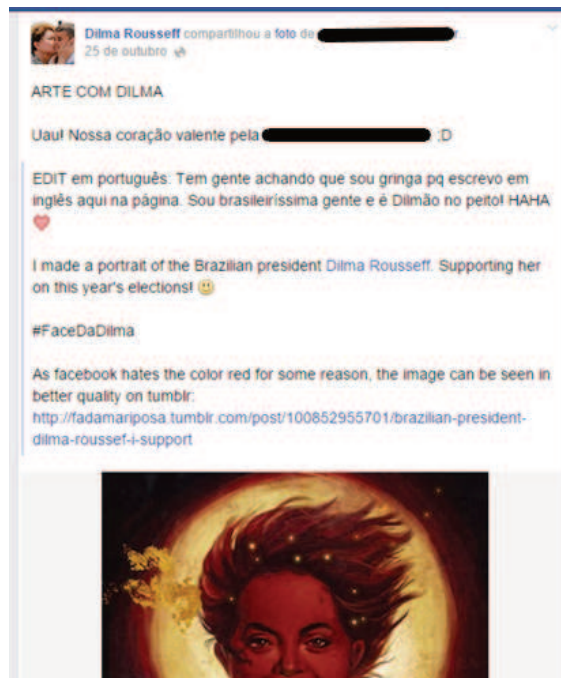 Dilma Rousseff compartilhou a foto de
25 de outubro
ARTE COM DILMA
Uau! Nossa coração valente pela :D
EDIT em português: Tem gente achando que sou gringa pq escrevo em
inglês aqui na página. Sou brasileiríssima gente e é Dilmão no peito! HAHA
I made a portrait of the Brazilian president Dilma Rousseff. Supporting her
on this year's elections!
#FaceDaDilma
As facebook hates the color red for some reason, the image can be seen in
better quality on tumblr:
http://fadamariposa.tumblr.com/post/100852955701/brazilian-president-
dilma-roussef-i-support